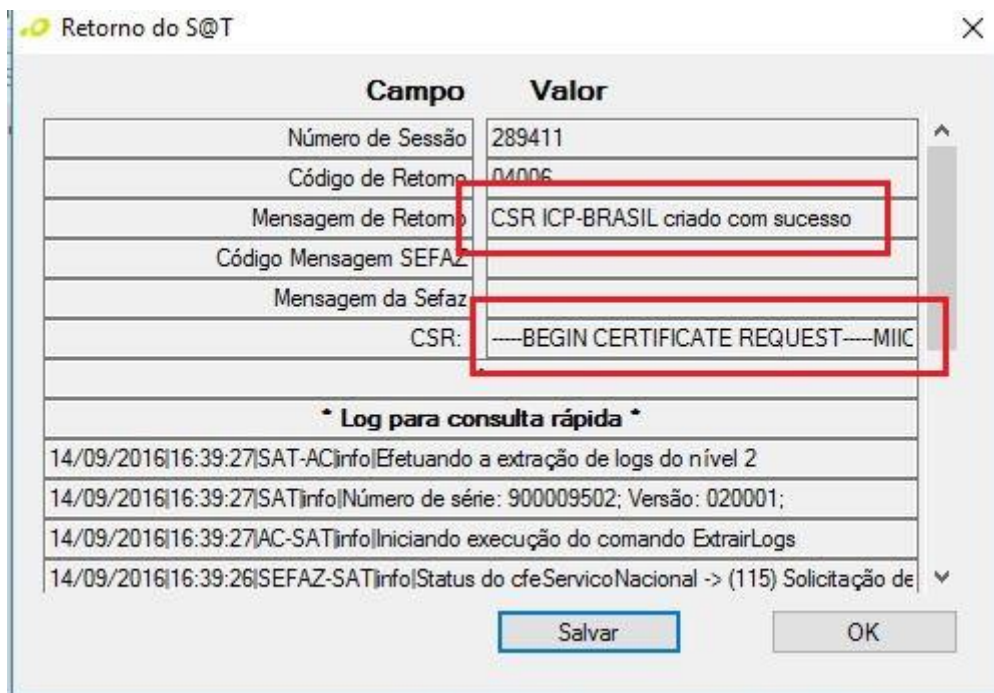 Retorno do S@T
Campo Valor
Número de Sessão 289411
Código de Retorno 04006
Mensagem de Retorno CSR ICP-BRASIL criado com sucesso
Código Mensagem SEFAZ
Mensagem da Sefaz
CSR: -----BEGIN CERTIFICATE REQUEST-----MIIC
* Log para consulta rápida *
14/09/2016|16:39:27|SAT-AC|info|Efetuando a extração de logs do nível 2
14/09/2016|16:39:27|SAT|info|Número de série: 900009502; Versão: 020001;
14/09/2016|16:39:27|AC-SAT|info|Iniciando execução do comando ExtrairLogs
14/09/2016|16:39:26|SEFAZ-SAT|info|Status do cfeServicoNacional -> (115) Solicitação de
Salvar OK